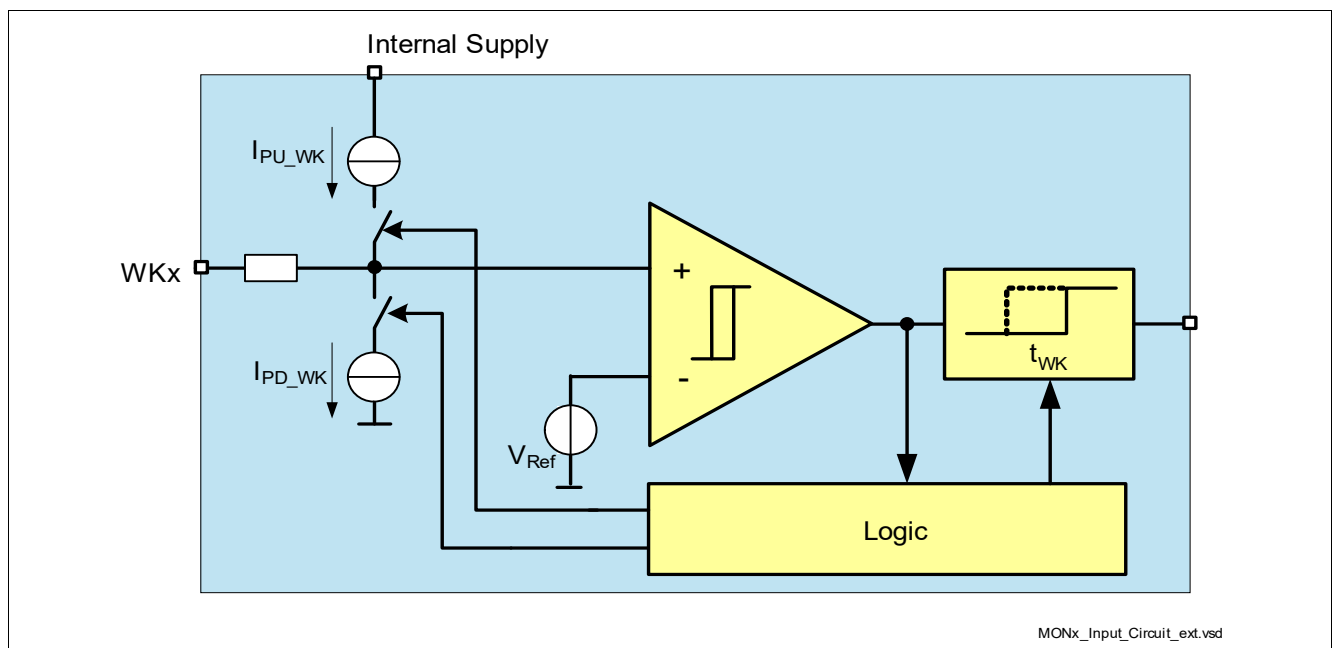 Internal Supply
IPU_WK
WKx
+
IPD_WK
-
tWK
VRef
Logic
MONx_Input_Circuit_ext.vsd